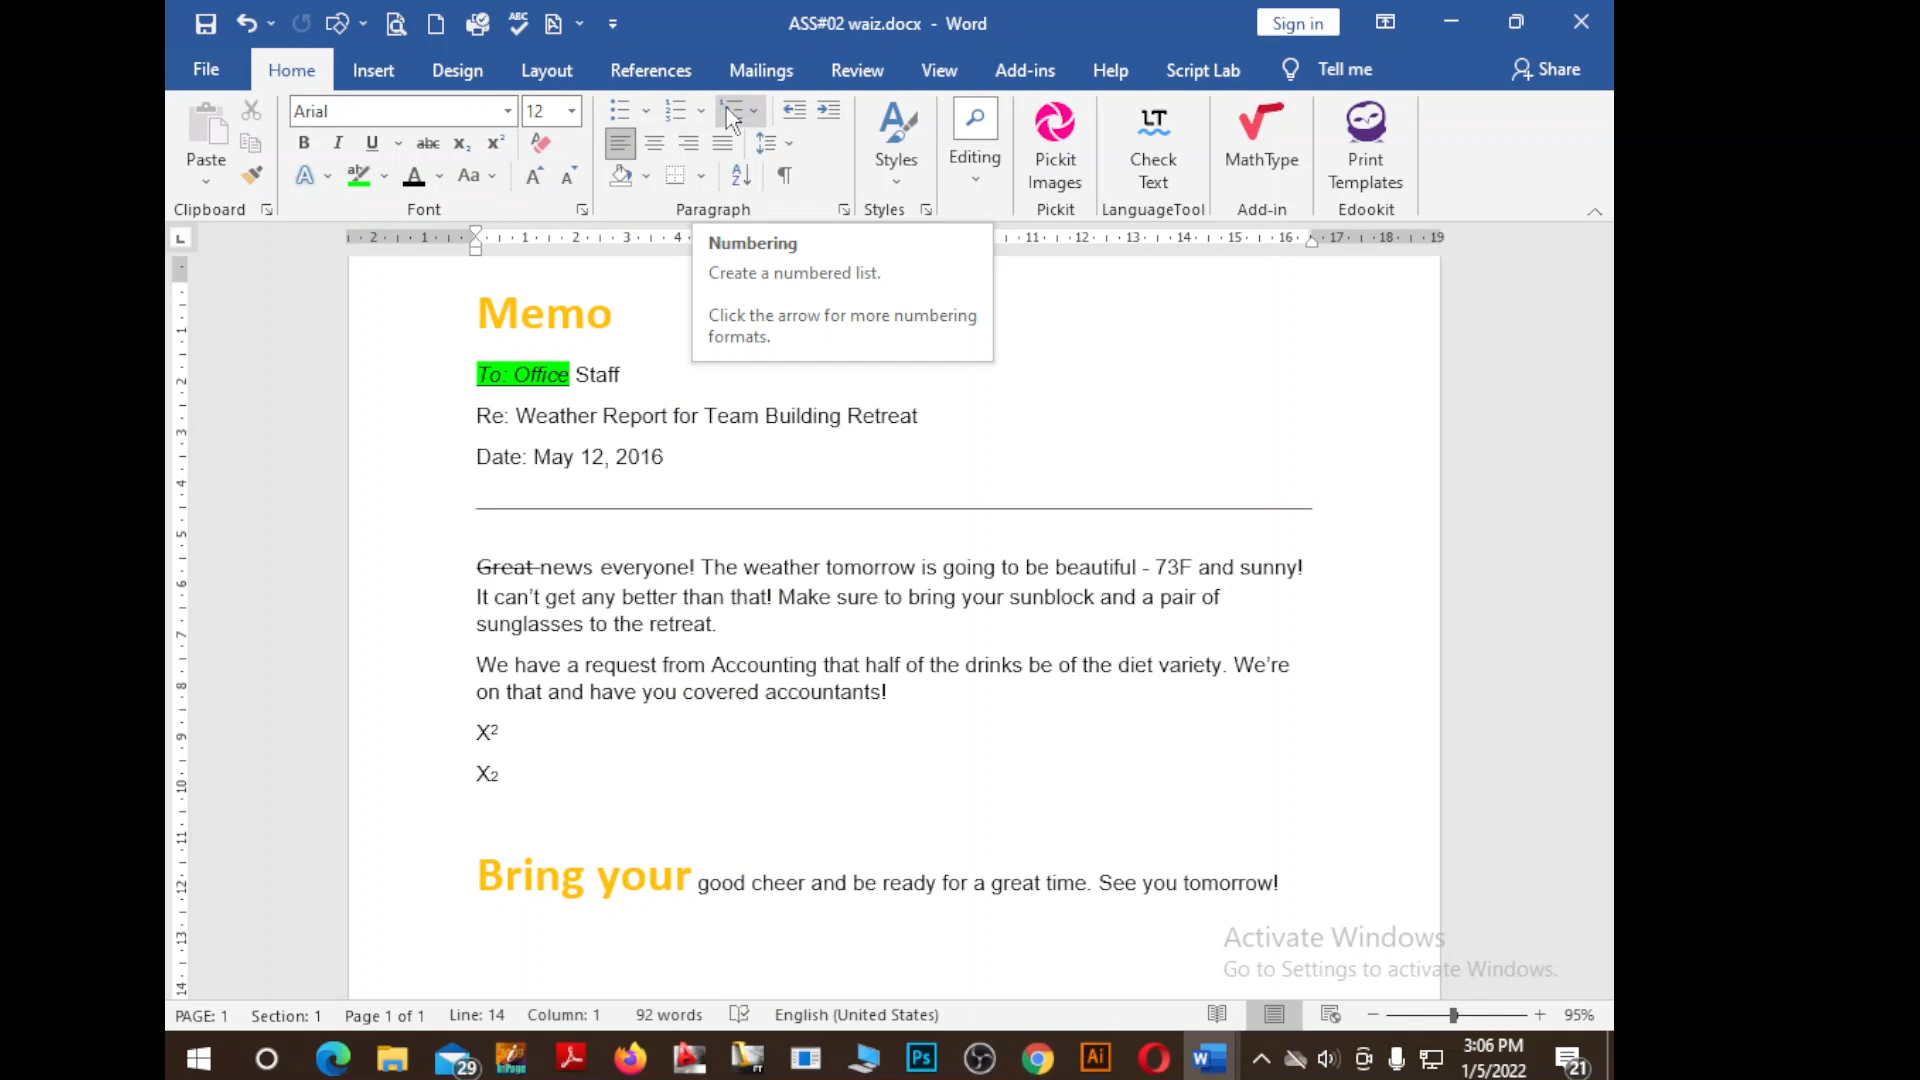 ASS#02 waiz.docx - Word
Sign in
File Home Insert Design Layout References Mailings Review View Add-ins Help Script Lab Tell me Share
Arial 12
Paste
Styles
Editing
Pickit Images
Check Text
MathType
Print Templates
Clipboard Font Paragraph Styles Pickit LanguageTool Add-in Edookit
Numbering
Create a numbered list.
Click the arrow for more numbering
formats.
Memo
To: Office Staff
Re: Weather Report for Team Building Retreat
Date: May 12, 2016
Great news everyone! The weather tomorrow is going to be beautiful - 73F and sunny!
It can’t get any better than that! Make sure to bring your sunblock and a pair of
sunglasses to the retreat.
We have a request from Accounting that half of the drinks be of the diet variety. We’re
on that and have you covered accountants!
X²
X₂
Bring your good cheer and be ready for a great time. See you tomorrow!
Activate Windows
Go to Settings to activate Windows.
PAGE: 1 Section: 1 Page 1 of 1 Line: 14 Column: 1 92 words English (United States) 95%
29
3:06 PM
1/5/2022
21